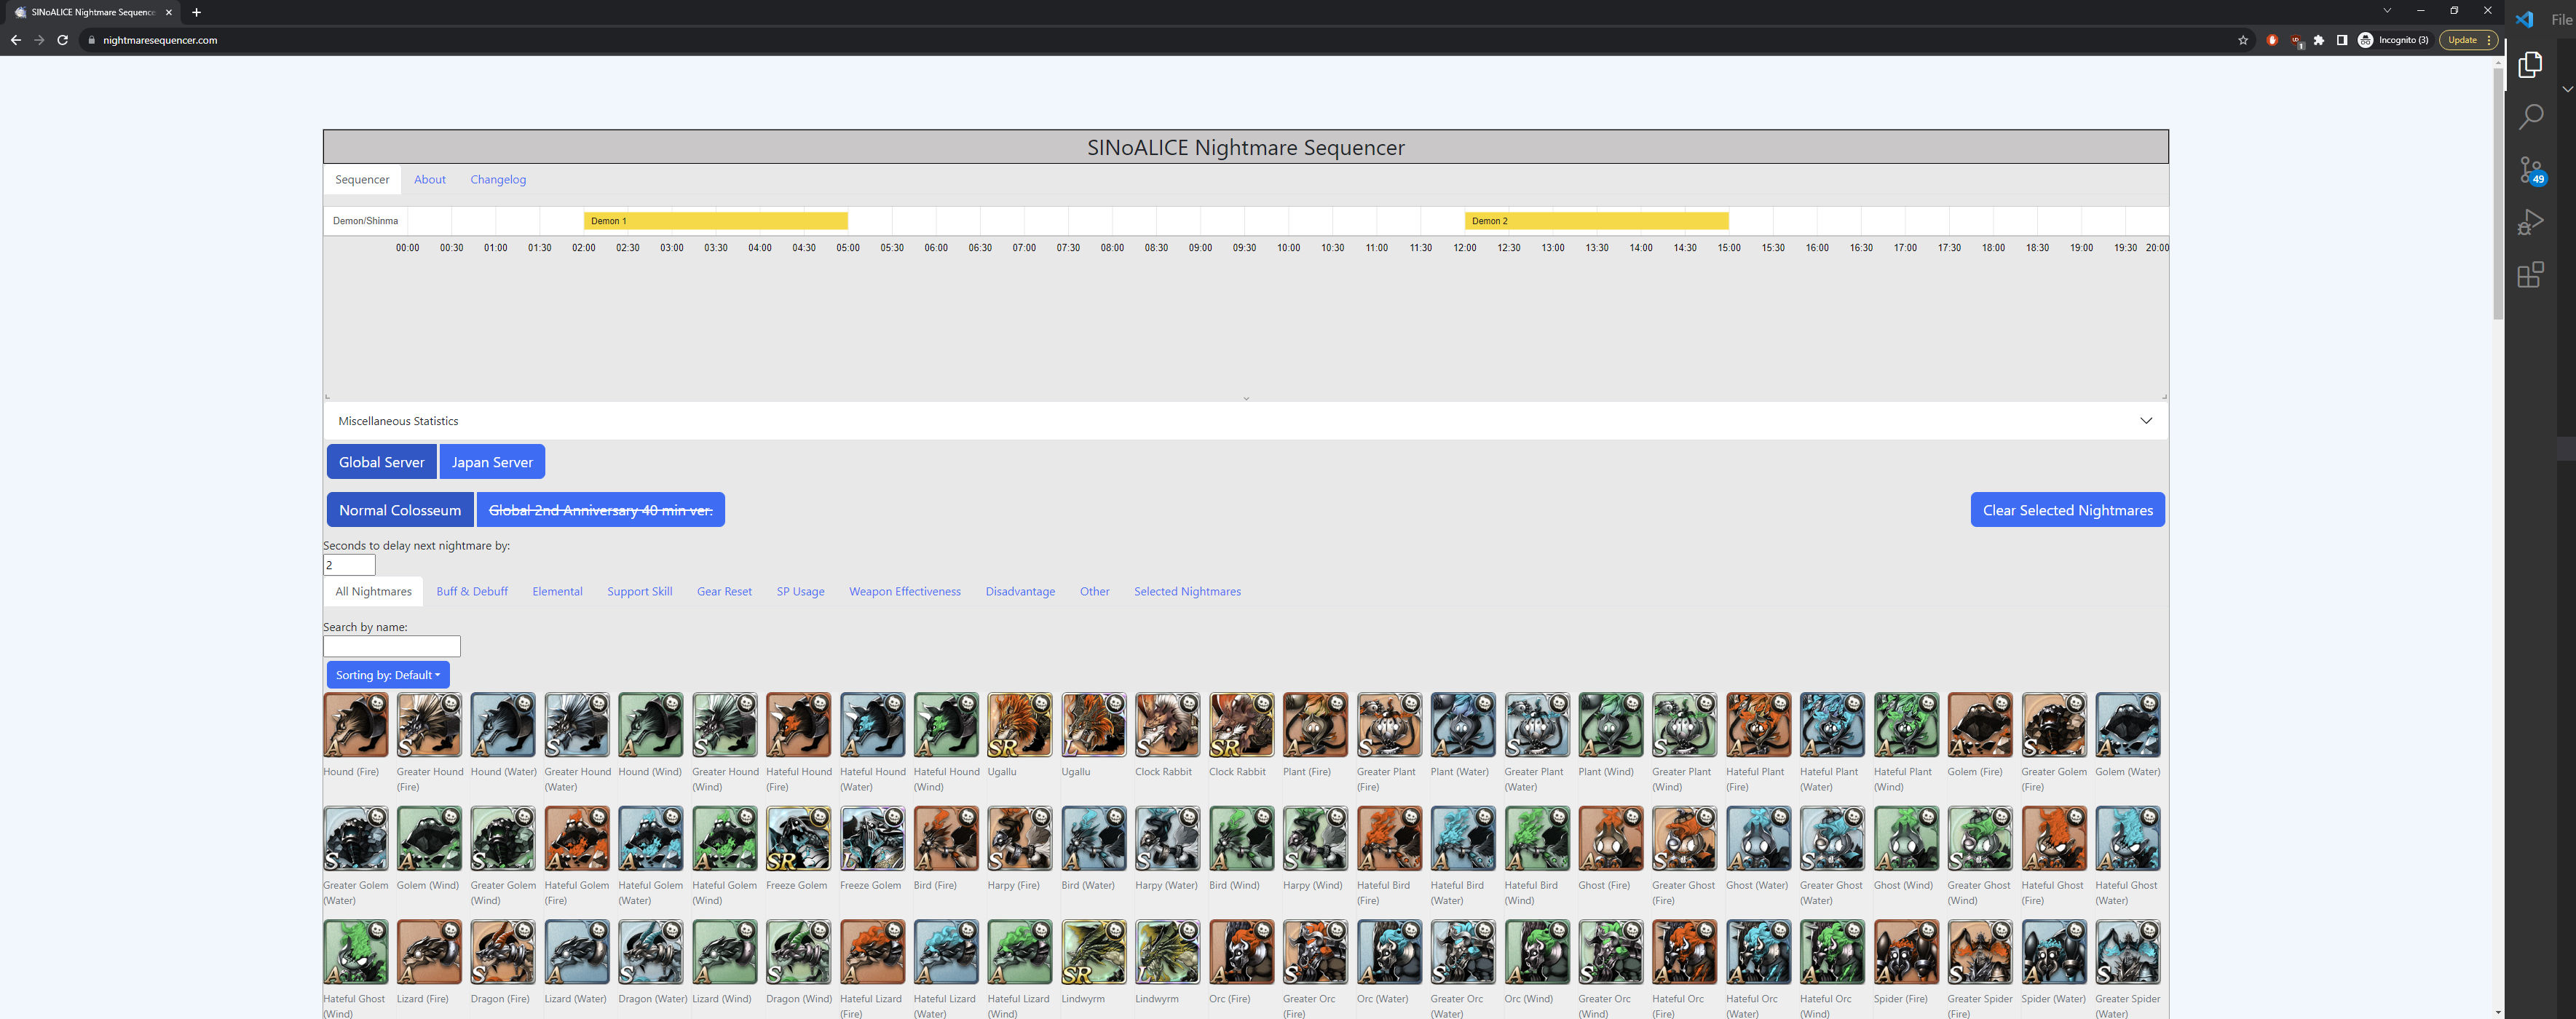 SINoALICE Nightmare Sequence
nightmaresequencer.com
1
Incognito (3)
Update
File
49
SINoALICE Nightmare Sequencer
Sequencer About Changelog
Demon/Shinma Demon 1 Demon 2
00:00 00:30 01:00 01:30 02:00 02:30 03:00 03:30 04:00 04:30 05:00 05:30 06:00 06:30 07:00 07:30 08:00 08:30 09:00 09:30 10:00 10:30 11:00 11:30 12:00 12:30 13:00 13:30 14:00 14:30 15:00 15:30 16:00 16:30 17:00 17:30 18:00 18:30 19:00 19:30 20:00
Miscellaneous Statistics
Global Server Japan Server
Normal Colosseum Global 2nd Anniversary 40 min ver. Clear Selected Nightmares
Seconds to delay next nightmare by:
2
All Nightmares Buff & Debuff Elemental Support Skill Gear Reset SP Usage Weapon Effectiveness Disadvantage Other Selected Nightmares
Search by name:
Sorting by: Default
A S A S A S A A A SR L S SR A S A S A S A A A A S A
Hound (Fire) Greater Hound (Fire) Hound (Water) Greater Hound (Water) Hound (Wind) Greater Hound (Wind) Hateful Hound (Fire) Hateful Hound (Water) Hateful Hound (Wind) Ugallu Ugallu Clock Rabbit Clock Rabbit Plant (Fire) Greater Plant (Fire) Plant (Water) Greater Plant (Water) Plant (Wind) Greater Plant (Wind) Hateful Plant (Fire) Hateful Plant (Water) Hateful Plant (Wind) Golem (Fire) Greater Golem (Fire) Golem (Water)
S A S A A A SR L A S A S A S A A A A S A S A S A A
Greater Golem (Water) Golem (Wind) Greater Golem (Wind) Hateful Golem (Fire) Hateful Golem (Water) Hateful Golem (Wind) Freeze Golem Freeze Golem Bird (Fire) Harpy (Fire) Bird (Water) Harpy (Water) Bird (Wind) Harpy (Wind) Hateful Bird (Fire) Hateful Bird (Water) Hateful Bird (Wind) Ghost (Fire) Greater Ghost (Fire) Ghost (Water) Greater Ghost (Water) Ghost (Wind) Greater Ghost (Wind) Hateful Ghost (Fire) Hateful Ghost (Water)
A A S A S A S A A A SR L A S A S A S A A A A S A S
Hateful Ghost (Wind) Lizard (Fire) Dragon (Fire) Lizard (Water) Dragon (Water) Lizard (Wind) Dragon (Wind) Hateful Lizard (Fire) Hateful Lizard (Water) Hateful Lizard (Wind) Lindwyrm Lindwyrm Orc (Fire) Greater Orc (Fire) Orc (Water) Greater Orc (Water) Orc (Wind) Greater Orc (Wind) Hateful Orc (Fire) Hateful Orc (Water) Hateful Orc (Wind) Spider (Fire) Greater Spider (Fire) Spider (Water) Greater Spider (Water)